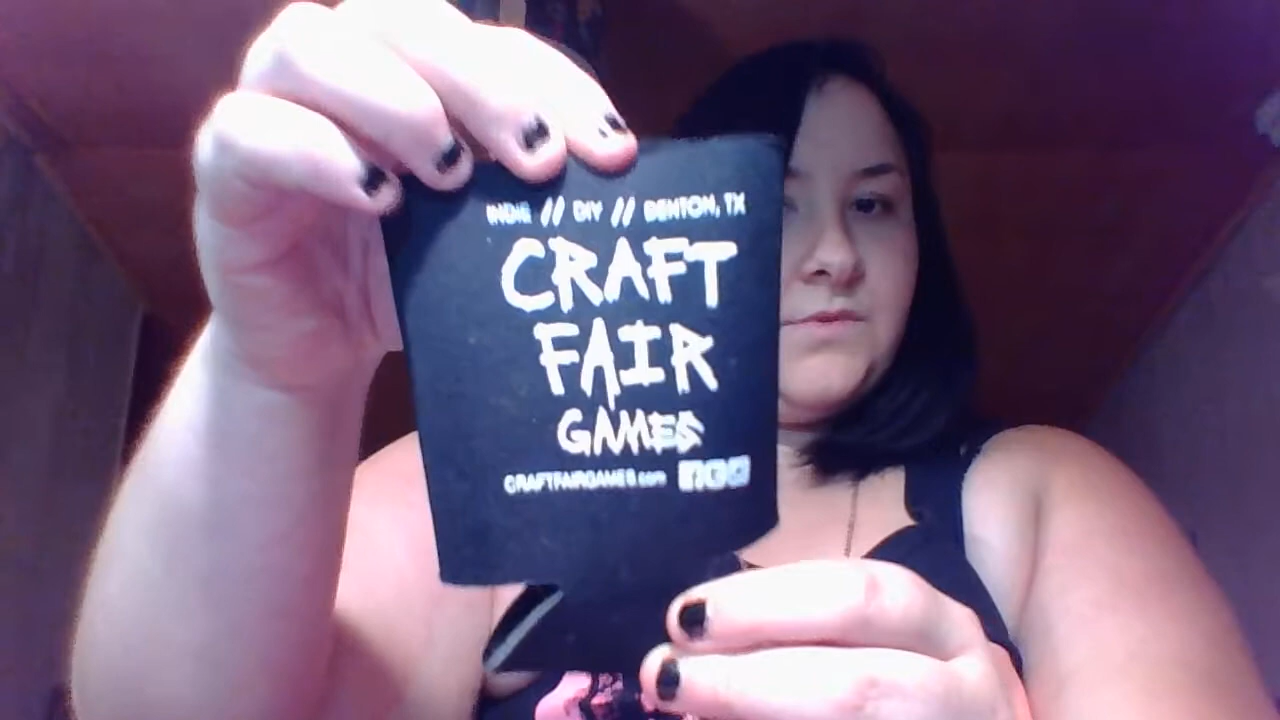 INDIE // DIY // DENTON, TX
CRAFT
FAIR
GAMES
CRAFTFAIRGAMES.com